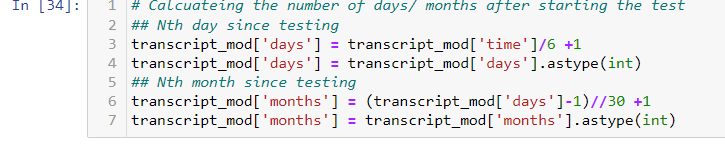 In [34]:
1 # Calcuateing the number of days/ months after starting the test
2 ## Nth day since testing
3 transcript_mod['days'] = transcript_mod['time']/6 +1
4 transcript_mod['days'] = transcript_mod['days'].astype(int)
5 ## Nth month since testing
6 transcript_mod['months'] = (transcript_mod['days']-1)//30 +1
7 transcript_mod['months'] = transcript_mod['months'].astype(int)